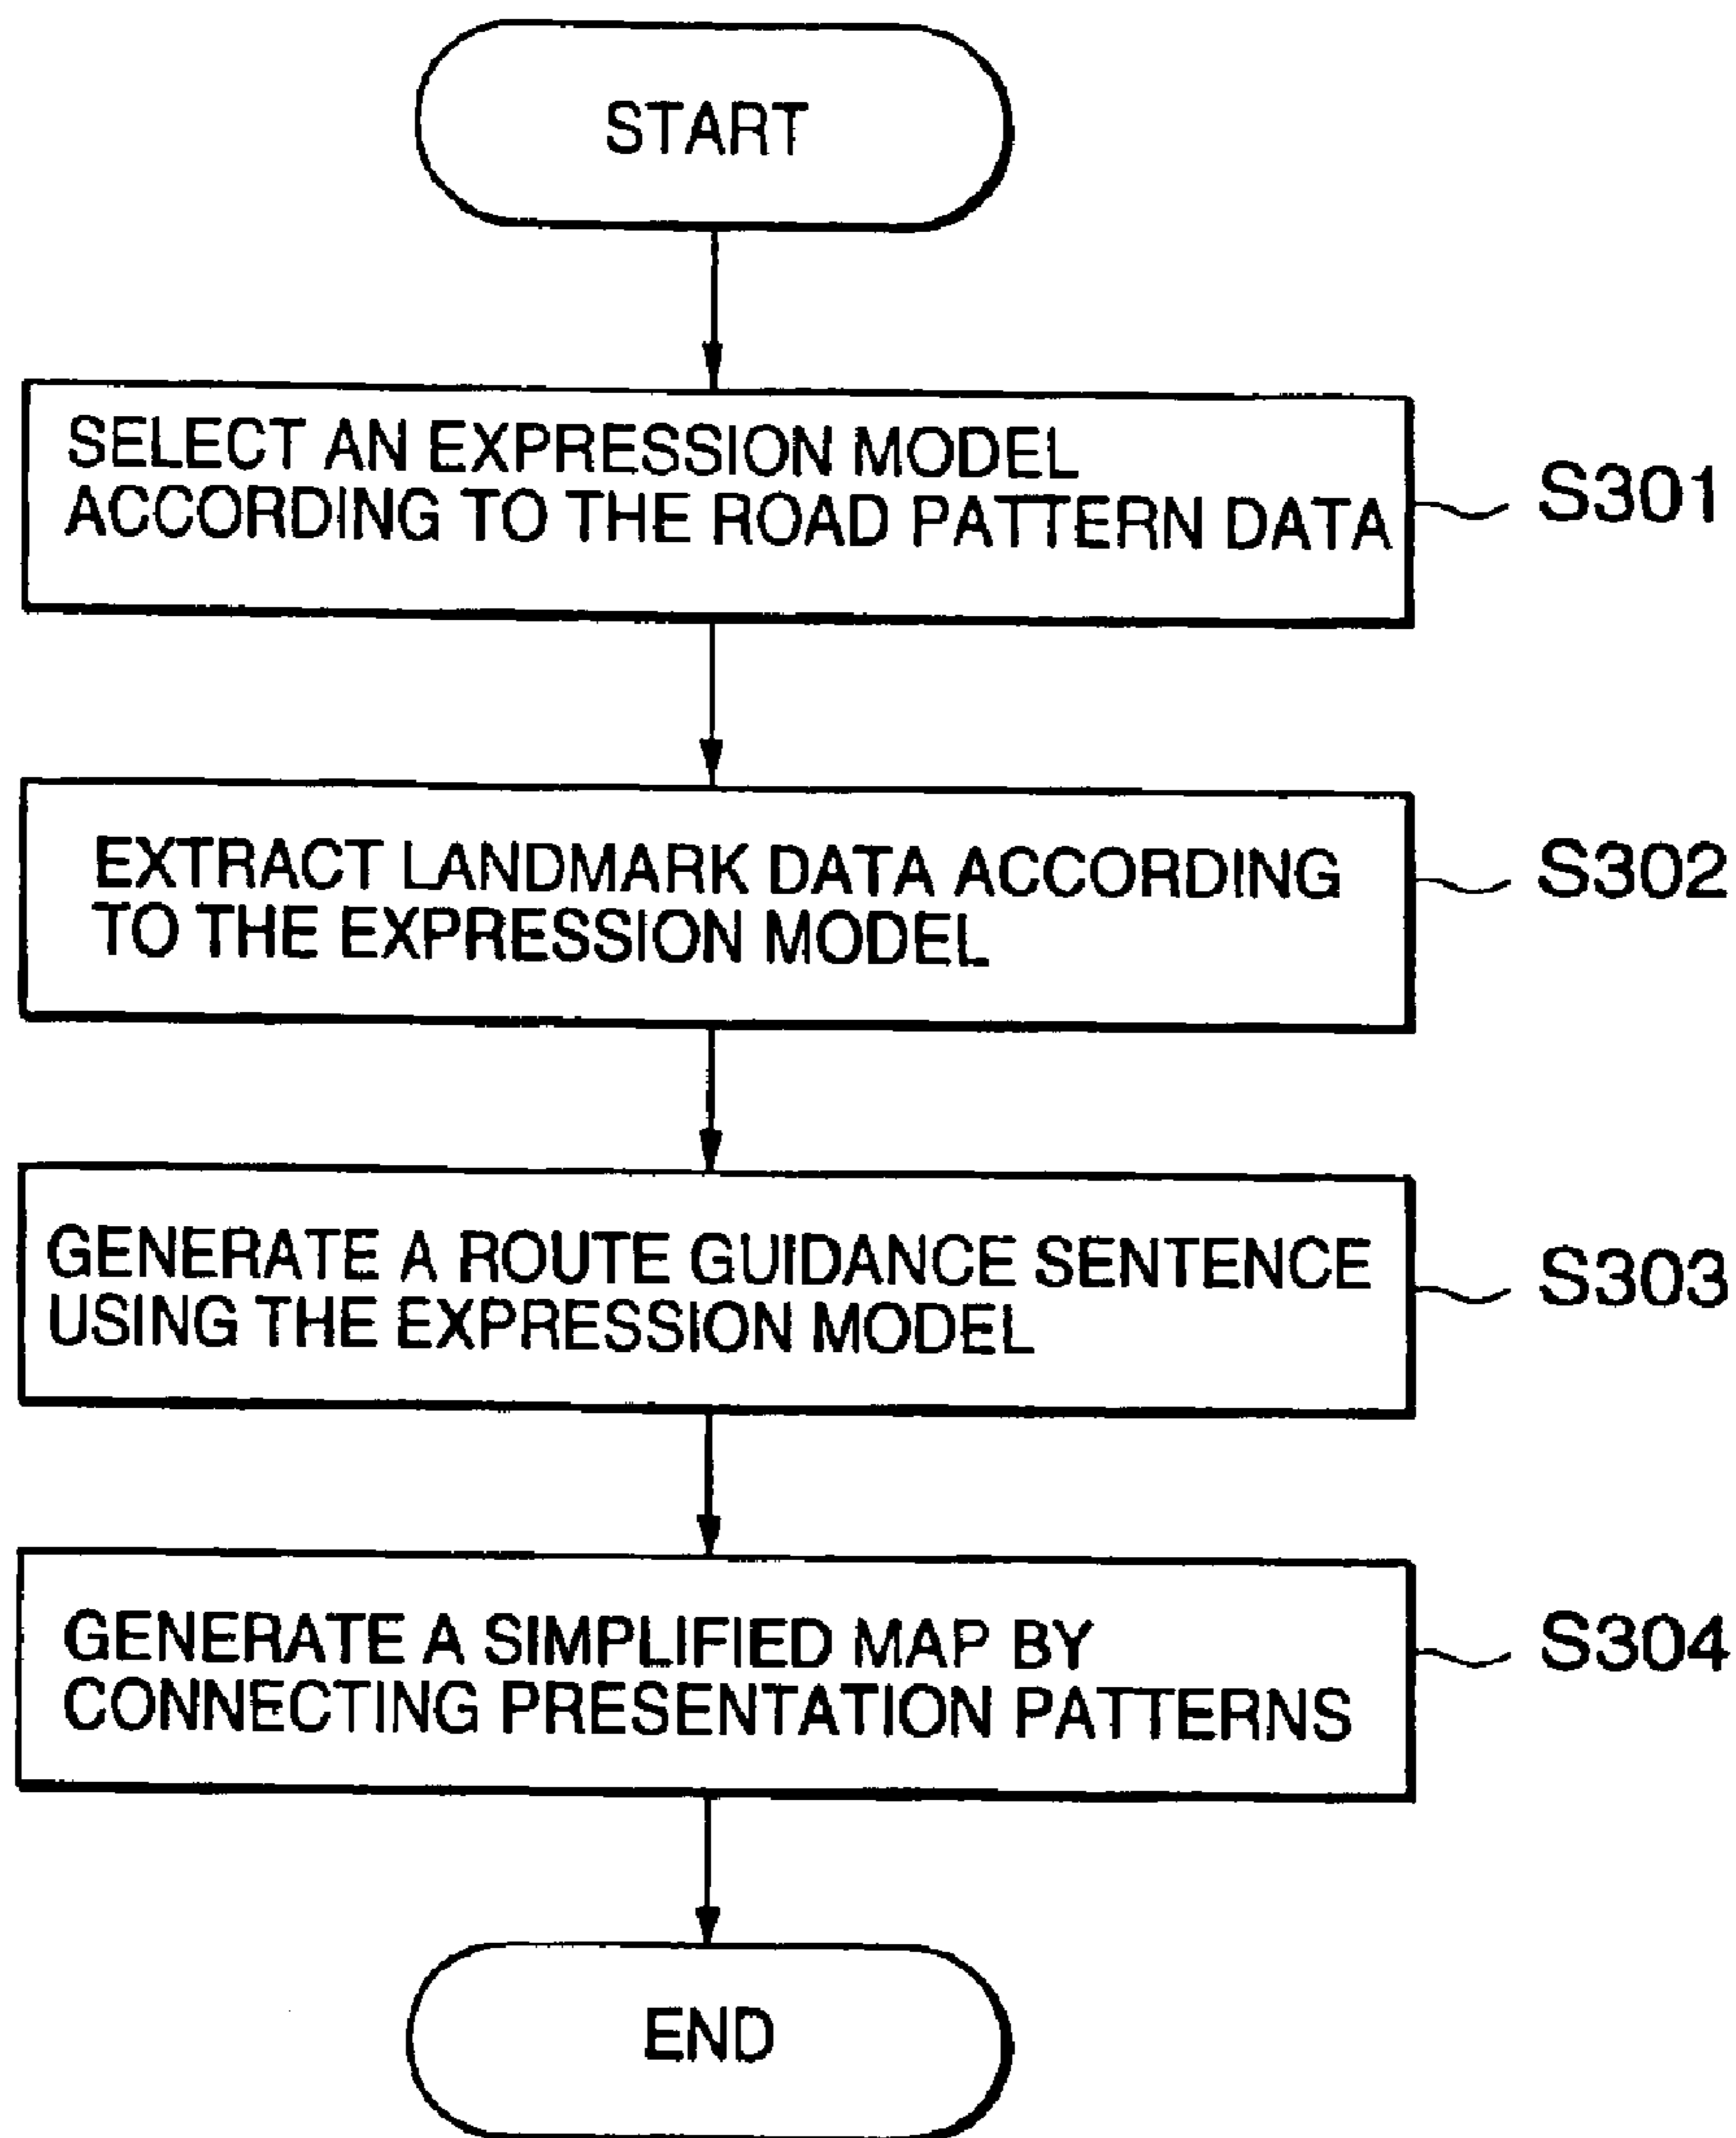 START
SELECT AN EXPRESSION MODEL
ACCORDING TO THE ROAD PATTERN DATA
S301
EXTRACT LANDMARK DATA ACCORDING
TO THE EXPRESSION MODEL
S302
GENERATE A ROUTE GUIDANCE SENTENCE
USING THE EXPRESSION MODEL
S303
GENERATE A SIMPLIFIED MAP BY
CONNECTING PRESENTATION PATTERNS
S304
END